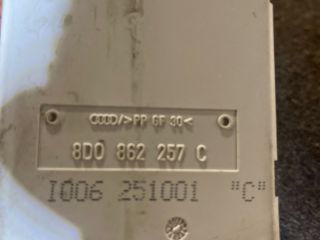 >PP GF 30<
8D0 862 257 C
I006 251001 "C"